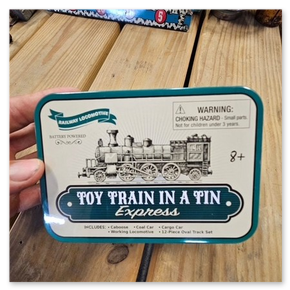 RAILWAY LOCOMOTIVE
BATTERY POWERED
WARNING:
CHOKING HAZARD - Small parts.
Not for children under 3 years.
8+
TOY TRAIN IN A TIN
Express
INCLUDES: • Caboose • Coal Car • Cargo Car
• Working Locomotive • 12-Piece Oval Track Set